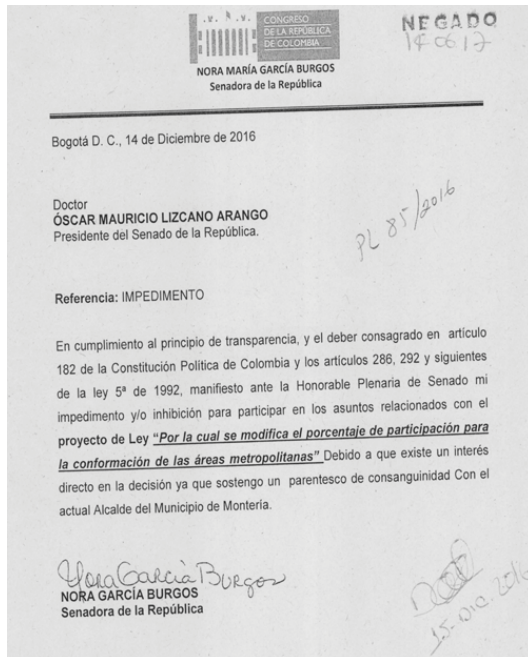 CONGRESO
DE LA REPÚBLICA
DE COLOMBIA
NEGADO
14 06 17
NORA MARÍA GARCÍA BURGOS
Senadora de la República
Bogotá D. C., 14 de Diciembre de 2016
Doctor
ÓSCAR MAURICIO LIZCANO ARANGO
Presidente del Senado de la República.
PL 85/2016
Referencia: IMPEDIMENTO
En cumplimiento al principio de transparencia, y el deber consagrado en artículo
182 de la Constitución Política de Colombia y los artículos 286, 292 y siguientes
de la ley 5ª de 1992, manifiesto ante la Honorable Plenaria de Senado mi
impedimento y/o inhibición para participar en los asuntos relacionados con el
proyecto de Ley "Por la cual se modifica el porcentaje de participación para
la conformación de las áreas metropolitanas" Debido a que existe un interés
directo en la decisión ya que sostengo un parentesco de consanguinidad Con el
actual Alcalde del Municipio de Montería.
Nora García Burgos
NORA GARCÍA BURGOS
Senadora de la República
15-Dic. 2016